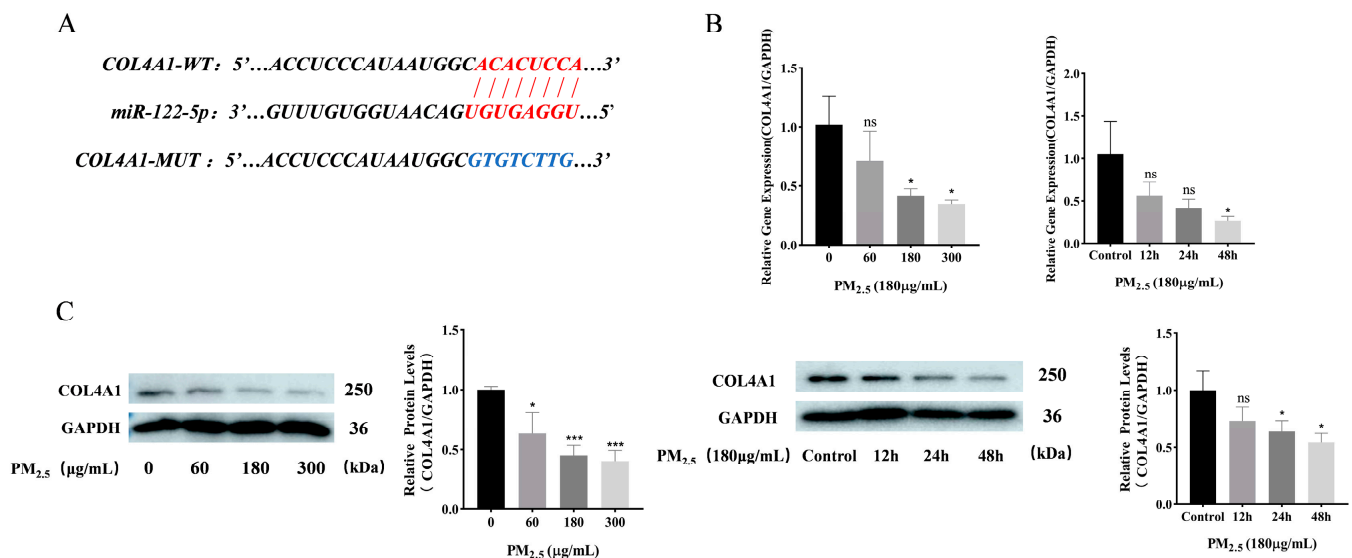 A
COL4A1-WT: 5’...ACCUCCCAUAAUGGCACACUCCA...3’
miR-122-5p: 3’...GUUUGUGGUAACAGUGUGAGGU...5’
COL4A1-MUT : 5’...ACCUCCCAUAAUGGCGTGTCTTG...3’
B
Relative Gene Expression(COL4A1/GAPDH)
1.5
1.0
0.5
0.0
ns
*
*
0 60 180 300
PM2.5 (180μg/mL)
Relative Gene Expression(COL4A1/GAPDH)
2.0
1.5
1.0
0.5
0.0
ns
ns
*
Control 12h 24h 48h
PM2.5 (180μg/mL)
C
COL4A1 250
GAPDH 36
PM2.5 (μg/mL) 0 60 180 300 (kDa)
Relative Protein Levels
( COL4A1/GAPDH)
1.5
1.0
0.5
0.0
*
***
***
0 60 180 300
PM2.5 (μg/mL)
COL4A1 250
GAPDH 36
PM2.5 (180μg/mL) Control 12h 24h 48h (kDa)
Relative Protein Levels
( COL4A1/GAPDH)
1.5
1.0
0.5
0.0
ns
*
*
Control 12h 24h 48h
PM2.5 (180μg/mL)